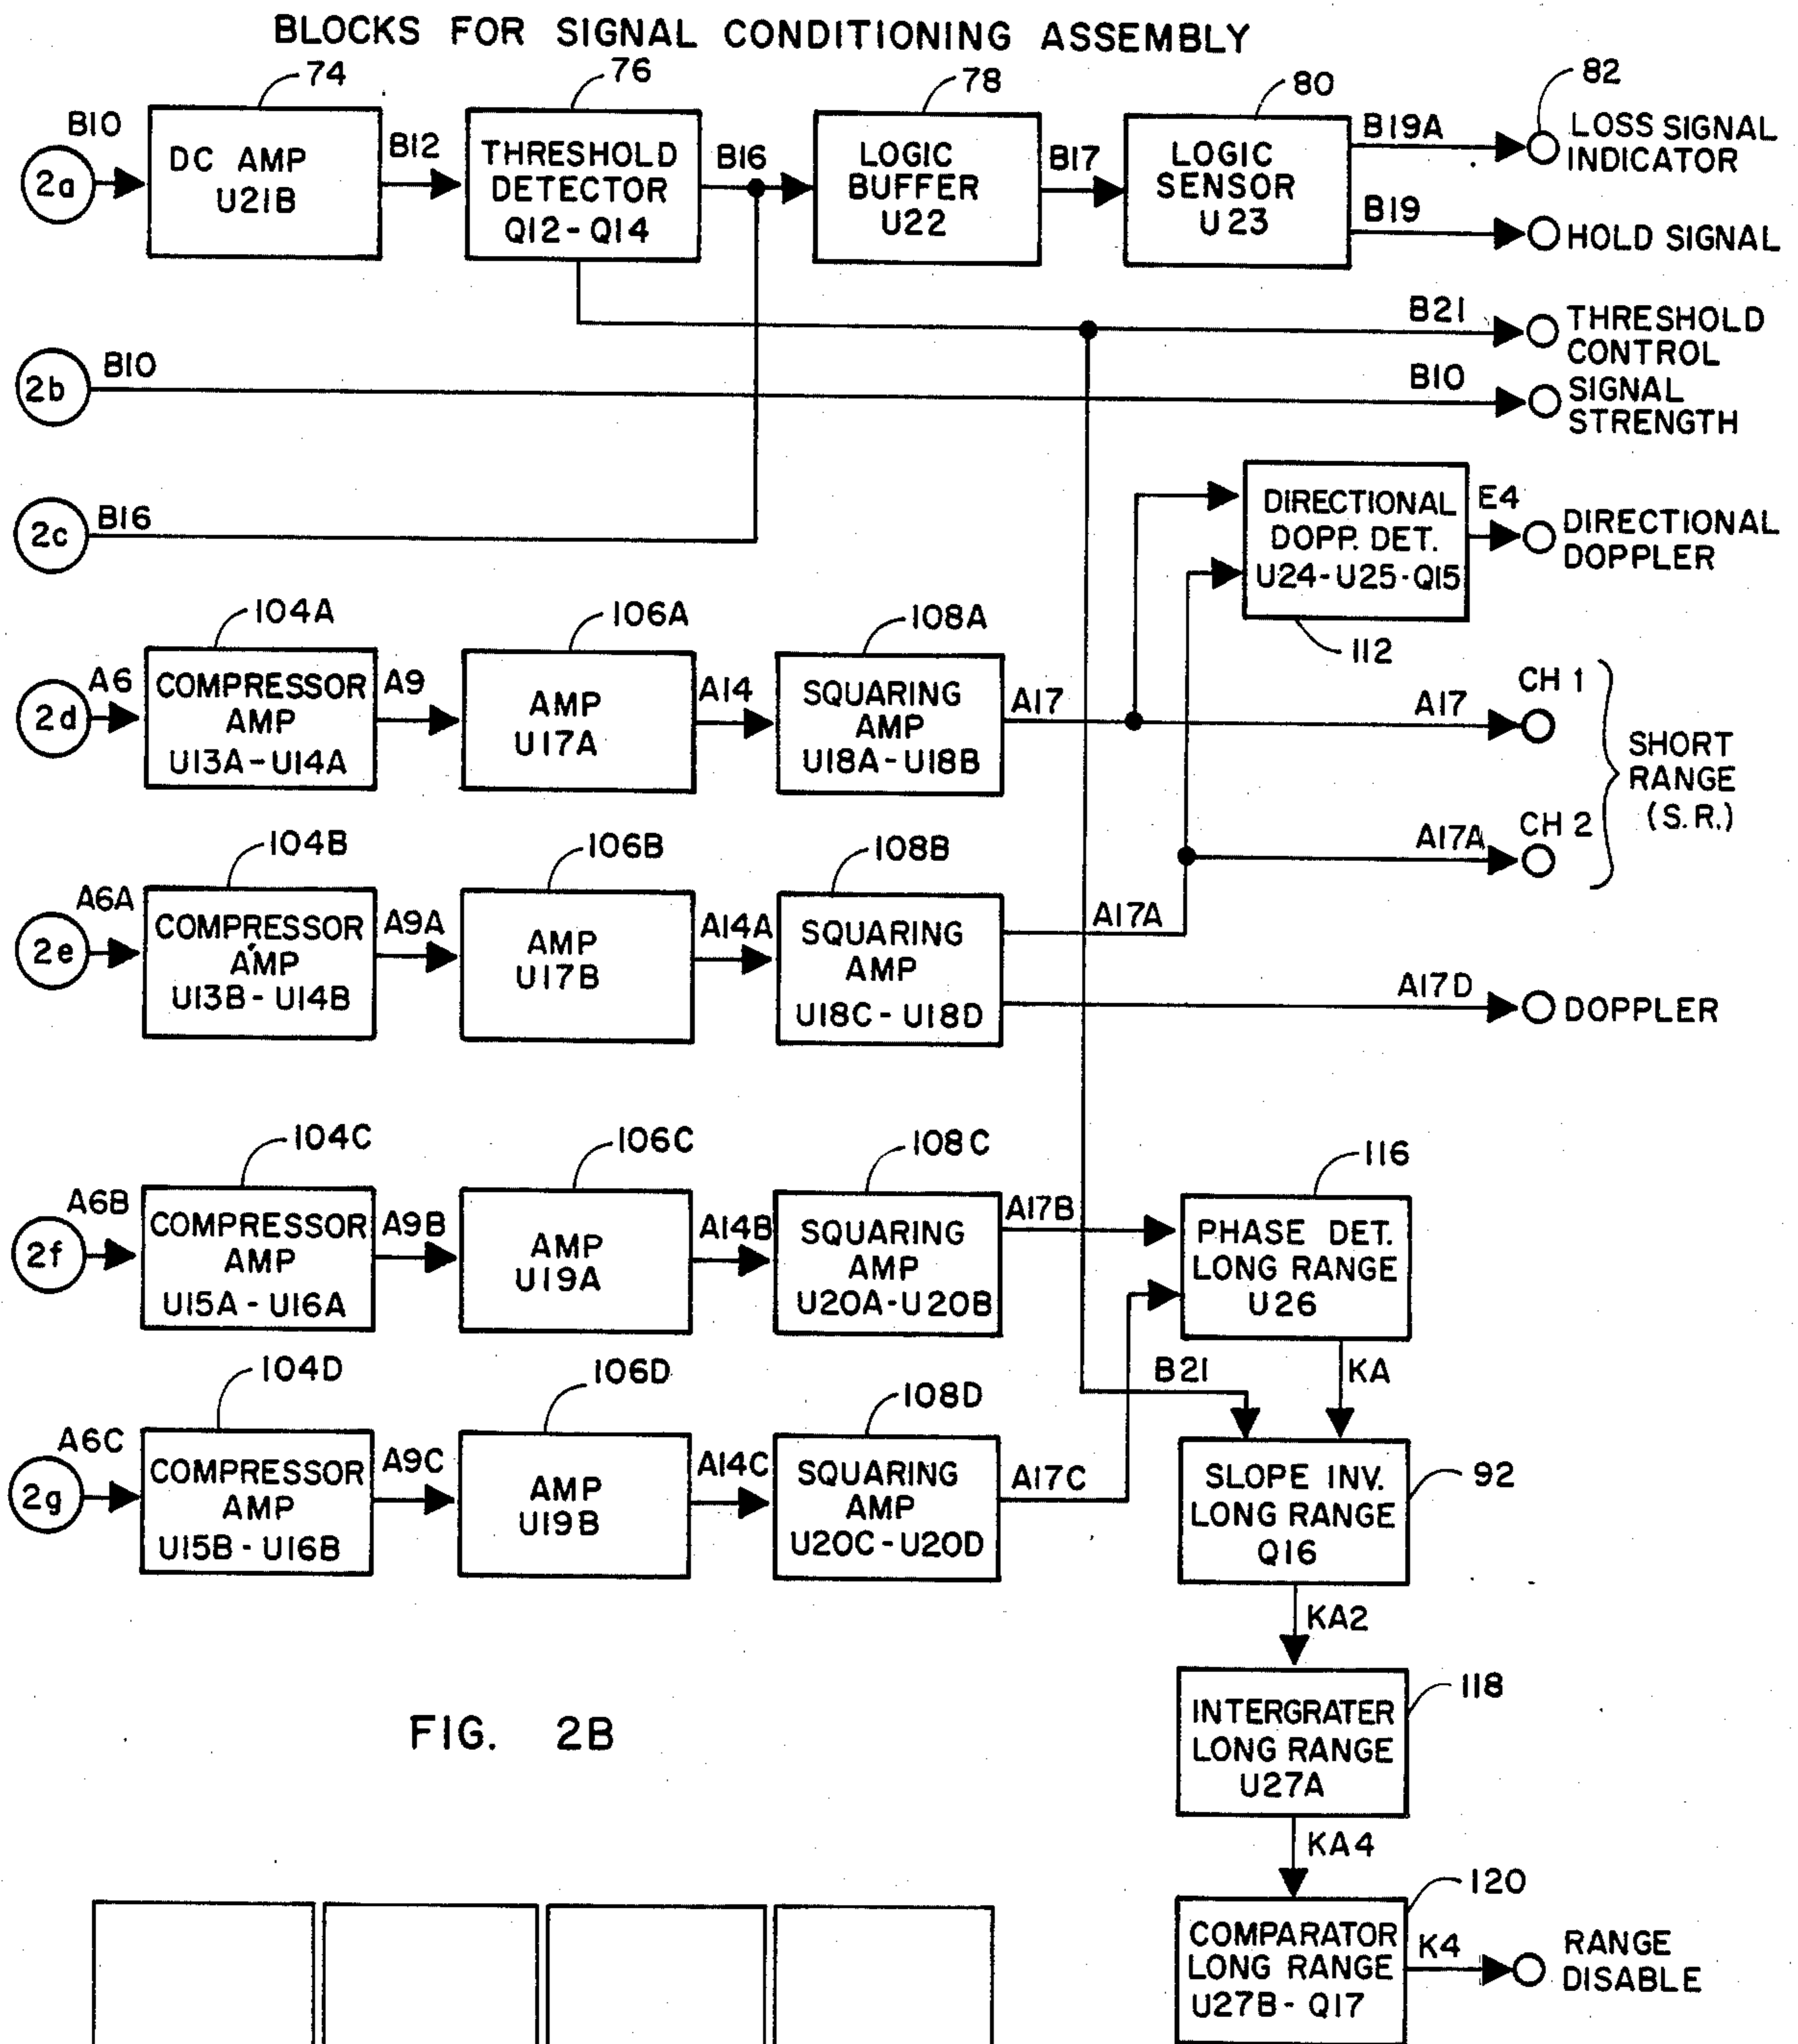 BLOCKS FOR SIGNAL CONDITIONING ASSEMBLY
74
76
78
80
82
2a
B10
DC AMP
U21B
B12
THRESHOLD
DETECTOR
Q12-Q14
B16
LOGIC
BUFFER
U22
B17
LOGIC
SENSOR
U23
B19A
LOSS SIGNAL
INDICATOR
B19
HOLD SIGNAL
B21
THRESHOLD
CONTROL
2b
B10
B10
SIGNAL
STRENGTH
2c
B16
DIRECTIONAL
DOPP. DET.
U24-U25-Q15
E4
DIRECTIONAL
DOPPLER
112
104A
106A
108A
2d
A6
COMPRESSOR
AMP
U13A-U14A
A9
AMP
U17A
A14
SQUARING
AMP
U18A-U18B
A17
A17
CH 1
A17A
CH 2
SHORT
RANGE
(S.R.)
104B
106B
108B
2e
A6A
COMPRESSOR
AMP
U13B-U14B
A9A
AMP
U17B
A14A
SQUARING
AMP
U18C-U18D
A17A
A17D
DOPPLER
104C
106C
108C
116
2f
A6B
COMPRESSOR
AMP
U15A-U16A
A9B
AMP
U19A
A14B
SQUARING
AMP
U20A-U20B
A17B
PHASE DET.
LONG RANGE
U26
B21
KA
104D
106D
108D
2g
A6C
COMPRESSOR
AMP
U15B-U16B
A9C
AMP
U19B
A14C
SQUARING
AMP
U20C-U20D
A17C
SLOPE INV.
LONG RANGE
Q16
92
KA2
INTERGRATER
LONG RANGE
U27A
118
FIG. 2B
KA4
120
COMPARATOR
LONG RANGE
U27B-Q17
K4
RANGE
DISABLE